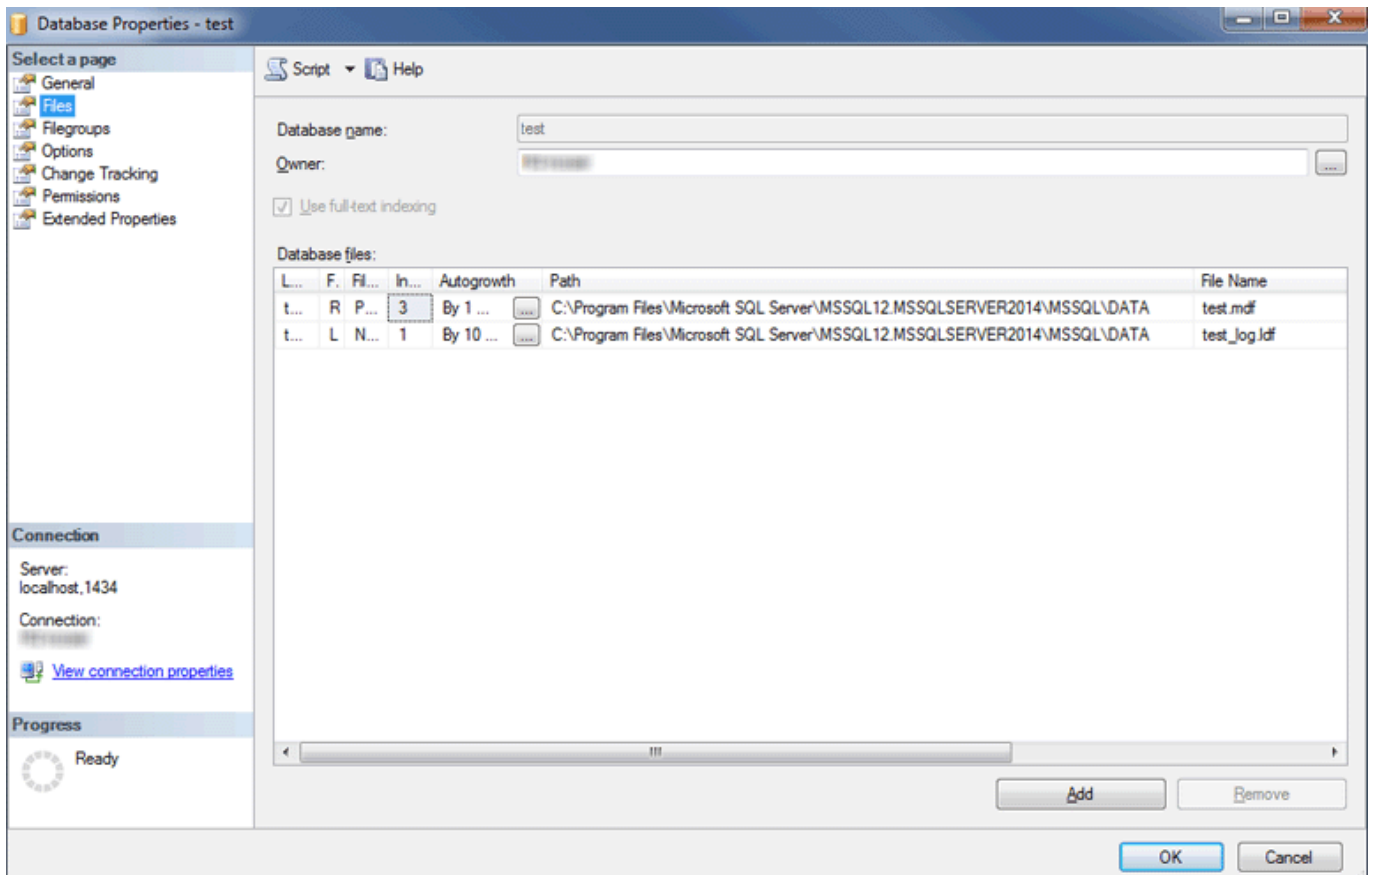 Database Properties - test
Select a page
General
Files
Filegroups
Options
Change Tracking
Permissions
Extended Properties
Script Help
Database name: test
Owner: ...
Use full-text indexing
Database files:
L... F. Fil... In... Autogrowth Path File Name
t... R P... 3 By 1 ... ... C:\Program Files\Microsoft SQL Server\MSSQL12.MSSQLSERVER2014\MSSQL\DATA test.mdf
t... L N... 1 By 10 ... ... C:\Program Files\Microsoft SQL Server\MSSQL12.MSSQLSERVER2014\MSSQL\DATA test_log.ldf
Connection
Server:
localhost,1434
Connection:
View connection properties
Progress
Ready
Add Remove
OK Cancel